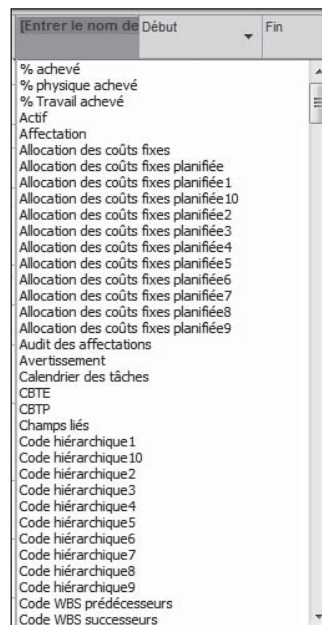 [Entrer le nom de Début Fin
% achevé
% physique achevé
% Travail achevé
Actif
Affectation
Allocation des coûts fixes
Allocation des coûts fixes planifiée
Allocation des coûts fixes planifiée1
Allocation des coûts fixes planifiée10
Allocation des coûts fixes planifiée2
Allocation des coûts fixes planifiée3
Allocation des coûts fixes planifiée4
Allocation des coûts fixes planifiée5
Allocation des coûts fixes planifiée6
Allocation des coûts fixes planifiée7
Allocation des coûts fixes planifiée8
Allocation des coûts fixes planifiée9
Audit des affectations
Avertissement
Calendrier des tâches
CBTE
CBTP
Champs liés
Code hiérarchique1
Code hiérarchique10
Code hiérarchique2
Code hiérarchique3
Code hiérarchique4
Code hiérarchique5
Code hiérarchique6
Code hiérarchique7
Code hiérarchique8
Code hiérarchique9
Code WBS prédécesseurs
Code WBS successeurs